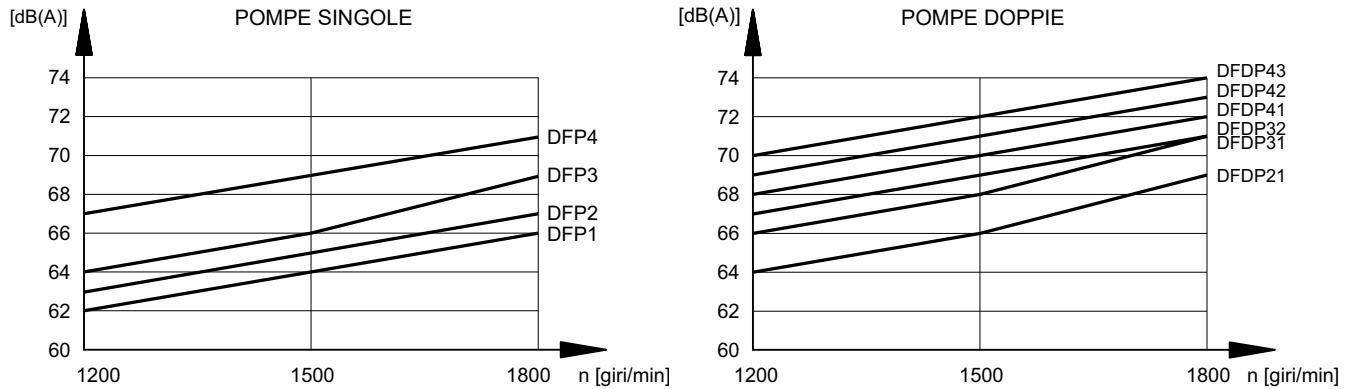 [dB(A)]
POMPE SINGOLE
74
72
70
68
66
64
62
60
DFP4
DFP3
DFP2
DFP1
1200
1500
1800
n [giri/min]
[dB(A)]
POMPE DOPPIE
74
72
70
68
66
64
62
60
DFDP43
DFDP42
DFDP41
DFDP32
DFDP31
DFDP21
1200
1500
1800
n [giri/min]